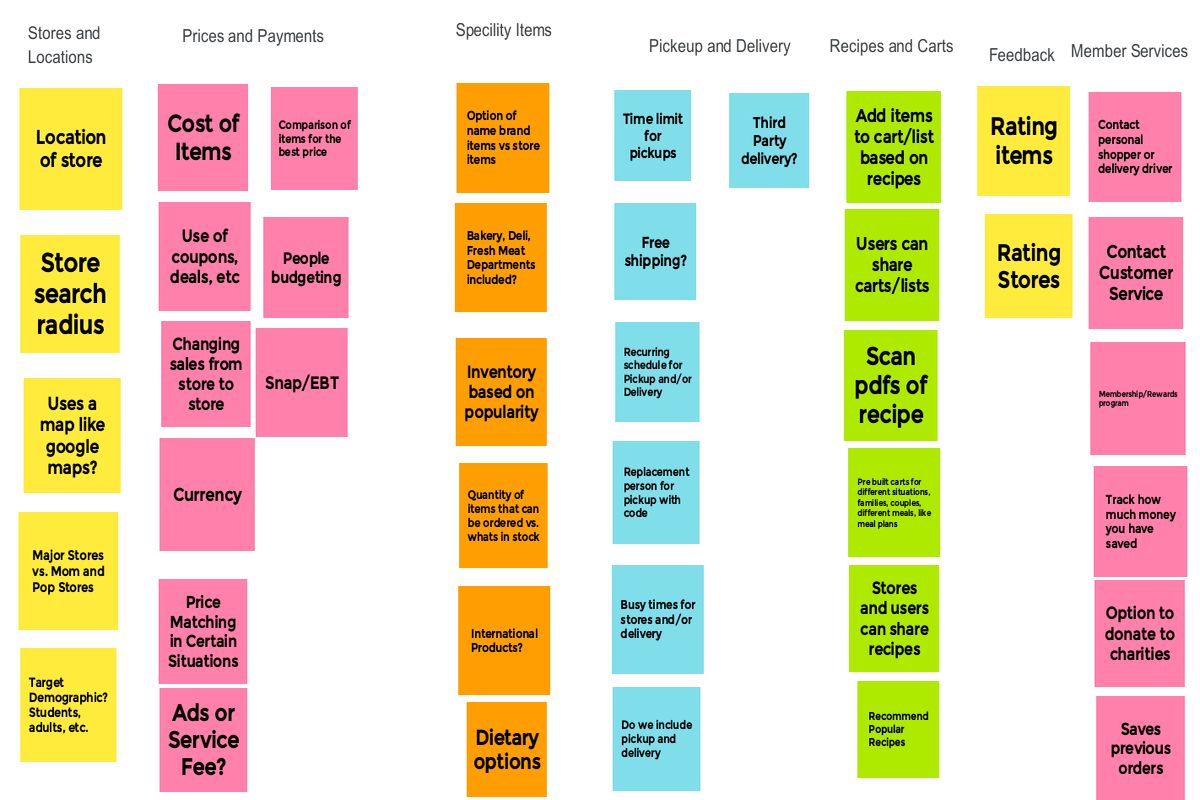 Stores and
Locations
Location
of store
Store
search
radius
Uses a
map like
google
maps?
Major Stores
vs. Mom and
Pop Stores
Target
Demographic?
Students,
adults, etc.
Prices and Payments
Cost of
Items
Comparison of
items for the
best price
Use of
coupons,
deals, etc
People
budgeting
Changing
sales from
store to
store
Snap/EBT
Currency
Price
Matching
in Certain
Situations
Ads or
Service
Fee?
Specility Items
Option of
name brand
items vs store
items
Bakery, Deli,
Fresh Meat
Departments
included?
Inventory
based on
popularity
Quantity of
items that can
be ordered vs.
whats in stock
International
Products?
Dietary
options
Pickeup and Delivery
Time limit
for
pickups
Third
Party
delivery?
Free
shipping?
Recurring
schedule for
Pickup and/or
Delivery
Replacement
person for
pickup with
code
Busy times for
stores and/or
delivery
Do we include
pickup and
delivery
Recipes and Carts
Add items
to cart/list
based on
recipes
Users can
share
carts/lists
Scan
pdfs of
recipe
Pre built carts for
different situations,
families, couples,
different meals, like
meal plans
Stores
and users
can share
recipes
Recommend
Popular
Recipes
Feedback
Rating
items
Rating
Stores
Member Services
Contact
personal
shopper or
delivery driver
Contact
Customer
Service
Membership/Rewards
program
Track how
much money
you have
saved
Option to
donate to
charities
Saves
previous
orders